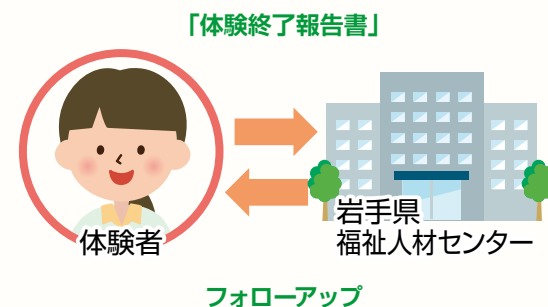 「体験終了報告書」
体験者
岩手県
福祉人材センター
フォローアップ